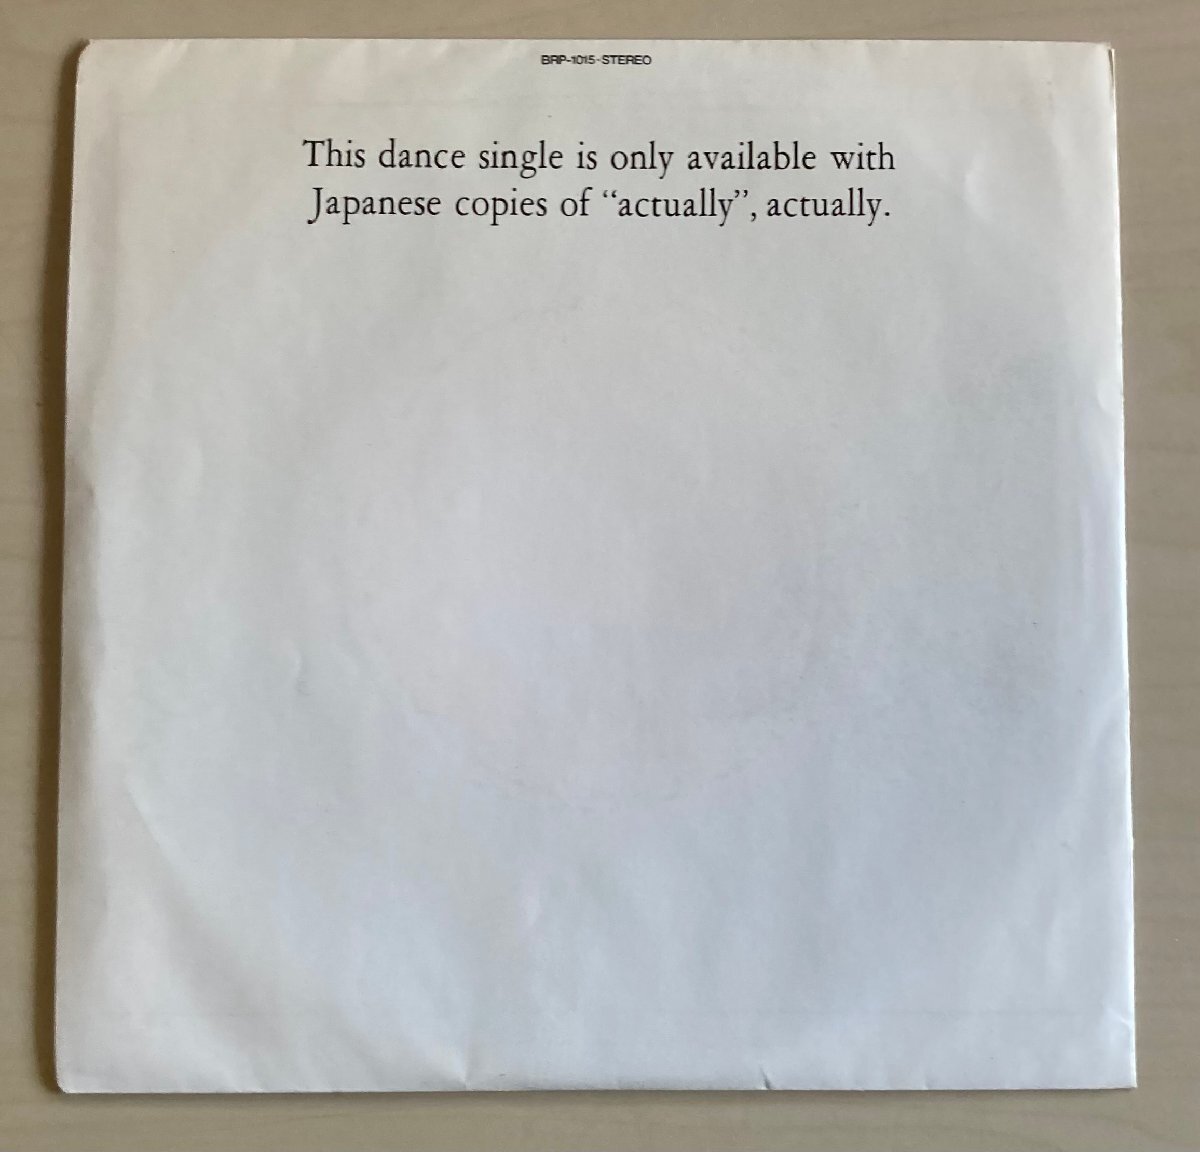 BRP-1015·STEREO
This dance single is only available with
Japanese copies of “actually”, actually.